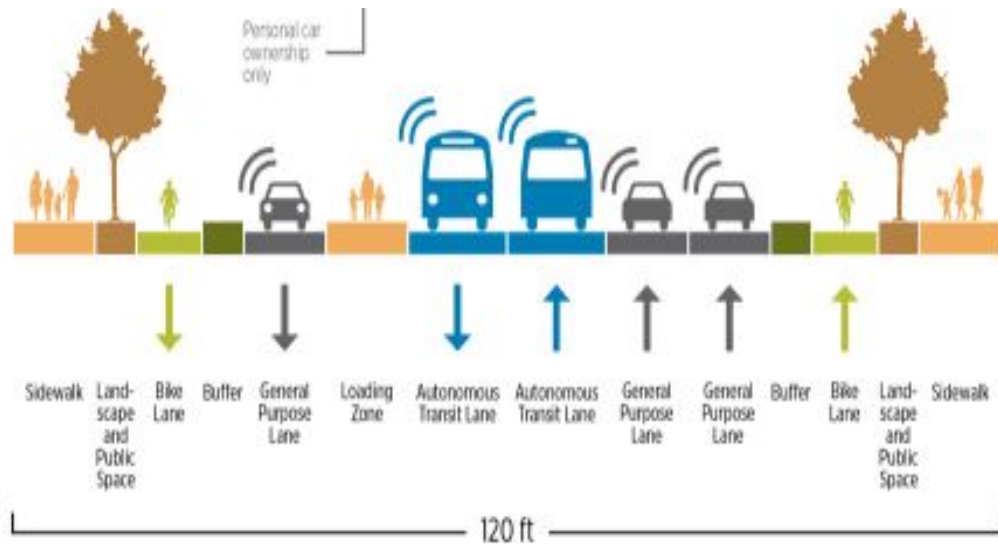 Personal car
ownership
only
Sidewalk
Land-
scape
and
Public
Space
Bike
Lane
Buffer
General
Purpose
Lane
Loading
Zone
Autonomous
Transit Lane
Autonomous
Transit Lane
General
Purpose
Lane
General
Purpose
Lane
Buffer
Bike
Lane
Land-
scape
and
Public
Space
Sidewalk
120 ft